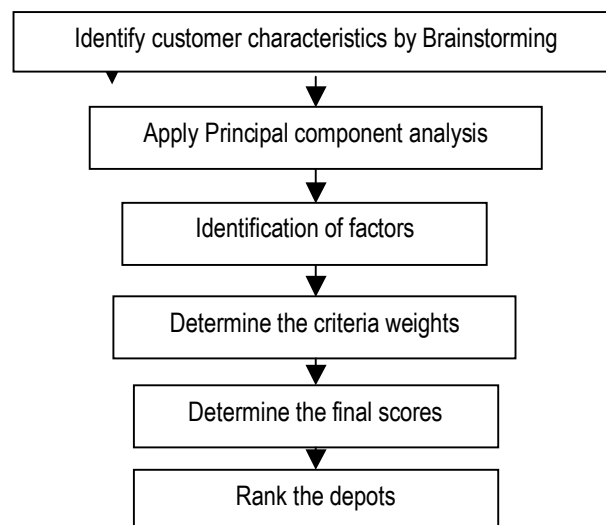 Identify customer characteristics by Brainstorming
Apply Principal component analysis
Identification of factors
Determine the criteria weights
Determine the final scores
Rank the depots